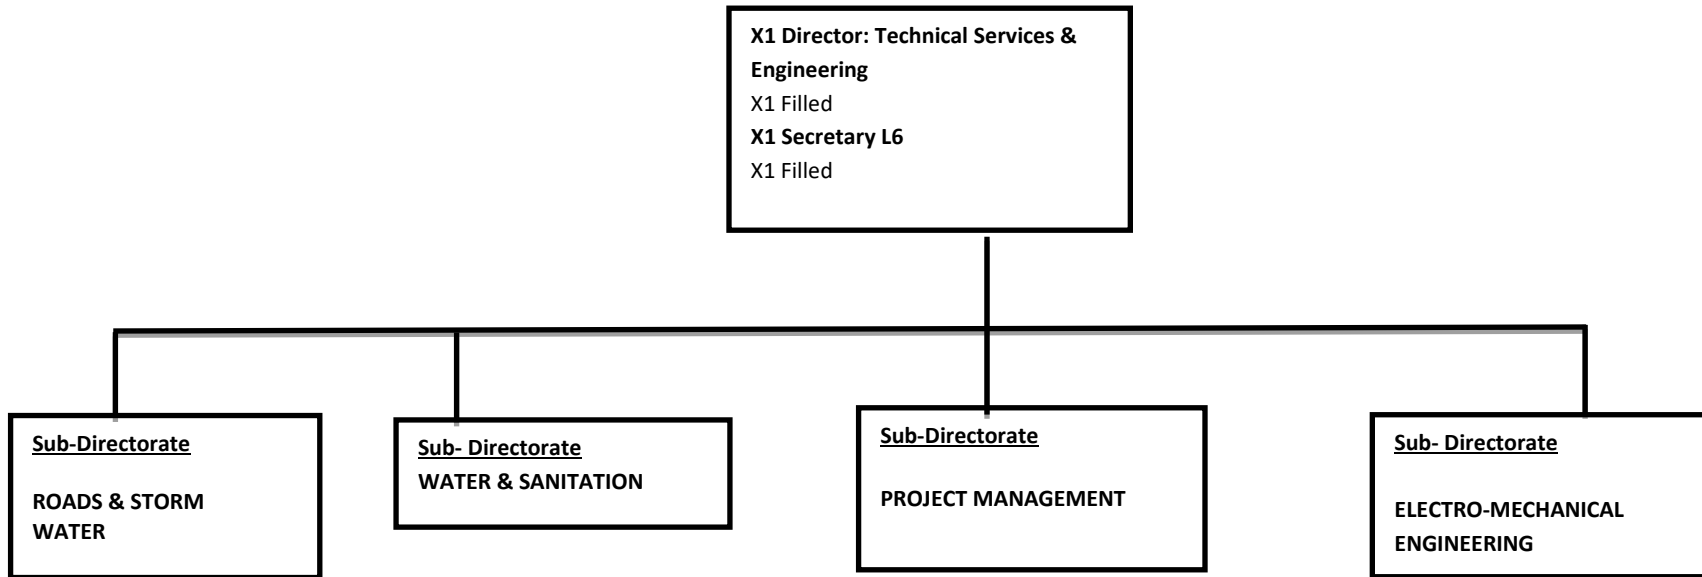 X1 Director: Technical Services &
Engineering
X1 Filled
X1 Secretary L6
X1 Filled
Sub-Directorate
ROADS & STORM
WATER
Sub- Directorate
WATER & SANITATION
Sub-Directorate
PROJECT MANAGEMENT
Sub- Directorate
ELECTRO-MECHANICAL
ENGINEERING